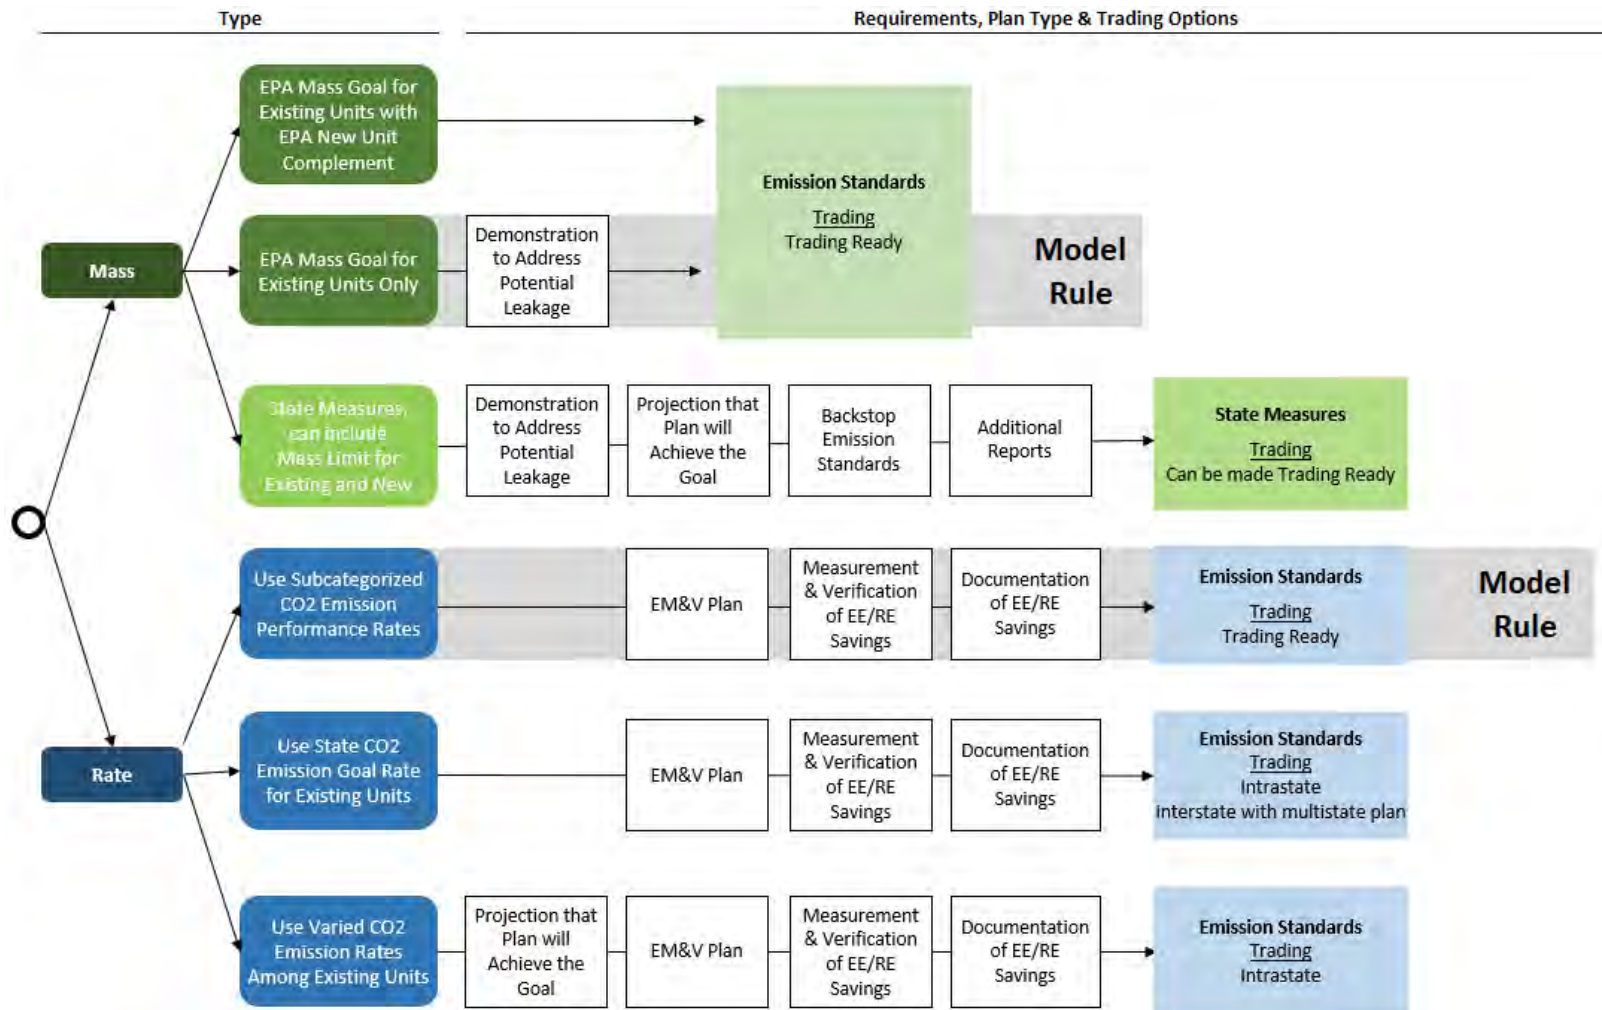 Type
Requirements, Plan Type & Trading Options
EPA Mass Goal for
Existing Units with
EPA New Unit
Complement
Emission Standards
Trading
Trading Ready
Mass
EPA Mass Goal for
Existing Units Only
Demonstration
to Address
Potential
Leakage
Model
Rule
State Measures,
can include
Mass Limit for
Existing and New
Demonstration
to Address
Potential
Leakage
Projection that
Plan will
Achieve the
Goal
Backstop
Emission
Standards
Additional
Reports
State Measures
Trading
Can be made Trading Ready
Use Subcategorized
CO2 Emission
Performance Rates
EM&V Plan
Measurement
& Verification
of EE/RE
Savings
Documentation
of EE/RE
Savings
Emission Standards
Trading
Trading Ready
Model
Rule
Rate
Use State CO2
Emission Goal Rate
for Existing Units
EM&V Plan
Measurement
& Verification
of EE/RE
Savings
Documentation
of EE/RE
Savings
Emission Standards
Trading
Intrastate
interstate with multistate plan
Use Varied CO2
Emission Rates
Among Existing Units
Projection that
Plan will
Achieve the
Goal
EM&V Plan
Measurement
& Verification
of EE/RE
Savings
Documentation
of EE/RE
Savings
Emission Standards
Trading
Intrastate